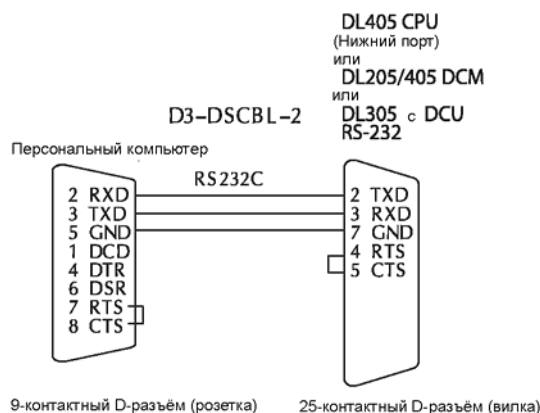 DL405 CPU
(Нижний порт)
или
DL205/405 DCM
или
DL305 с DCU
RS-232
D3-DSCBL-2
Персональный компьютер
RS232C
2 RXD
3 TXD
5 GND
1 DCD
4 DTR
6 DSR
7 RTS
8 CTS
2 TXD
3 RXD
7 GND
4 RTS
5 CTS
9-контактный D-разъём (розетка)
25-контактный D-разъём (вилка)